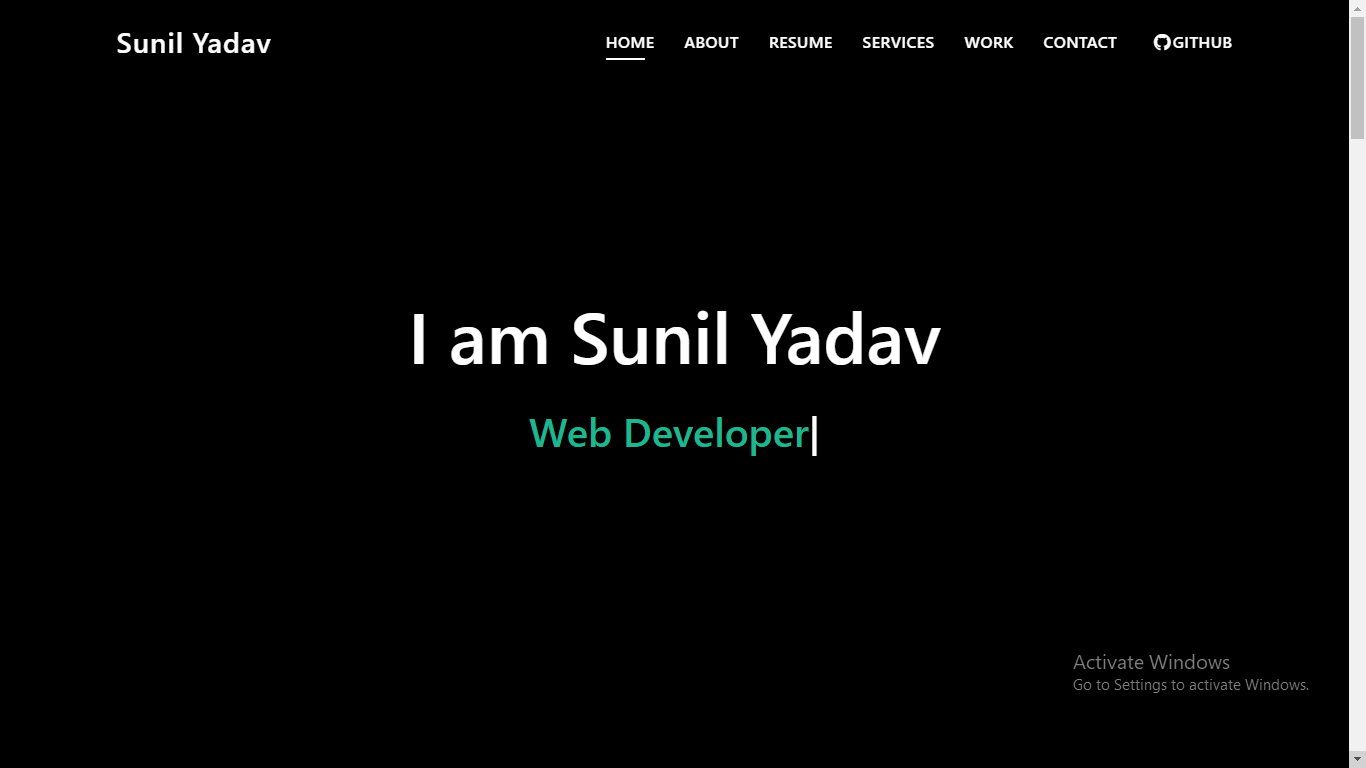 Sunil Yadav
HOME ABOUT RESUME SERVICES WORK CONTACT GITHUB
I am Sunil Yadav
Web Developer|
Activate Windows
Go to Settings to activate Windows.